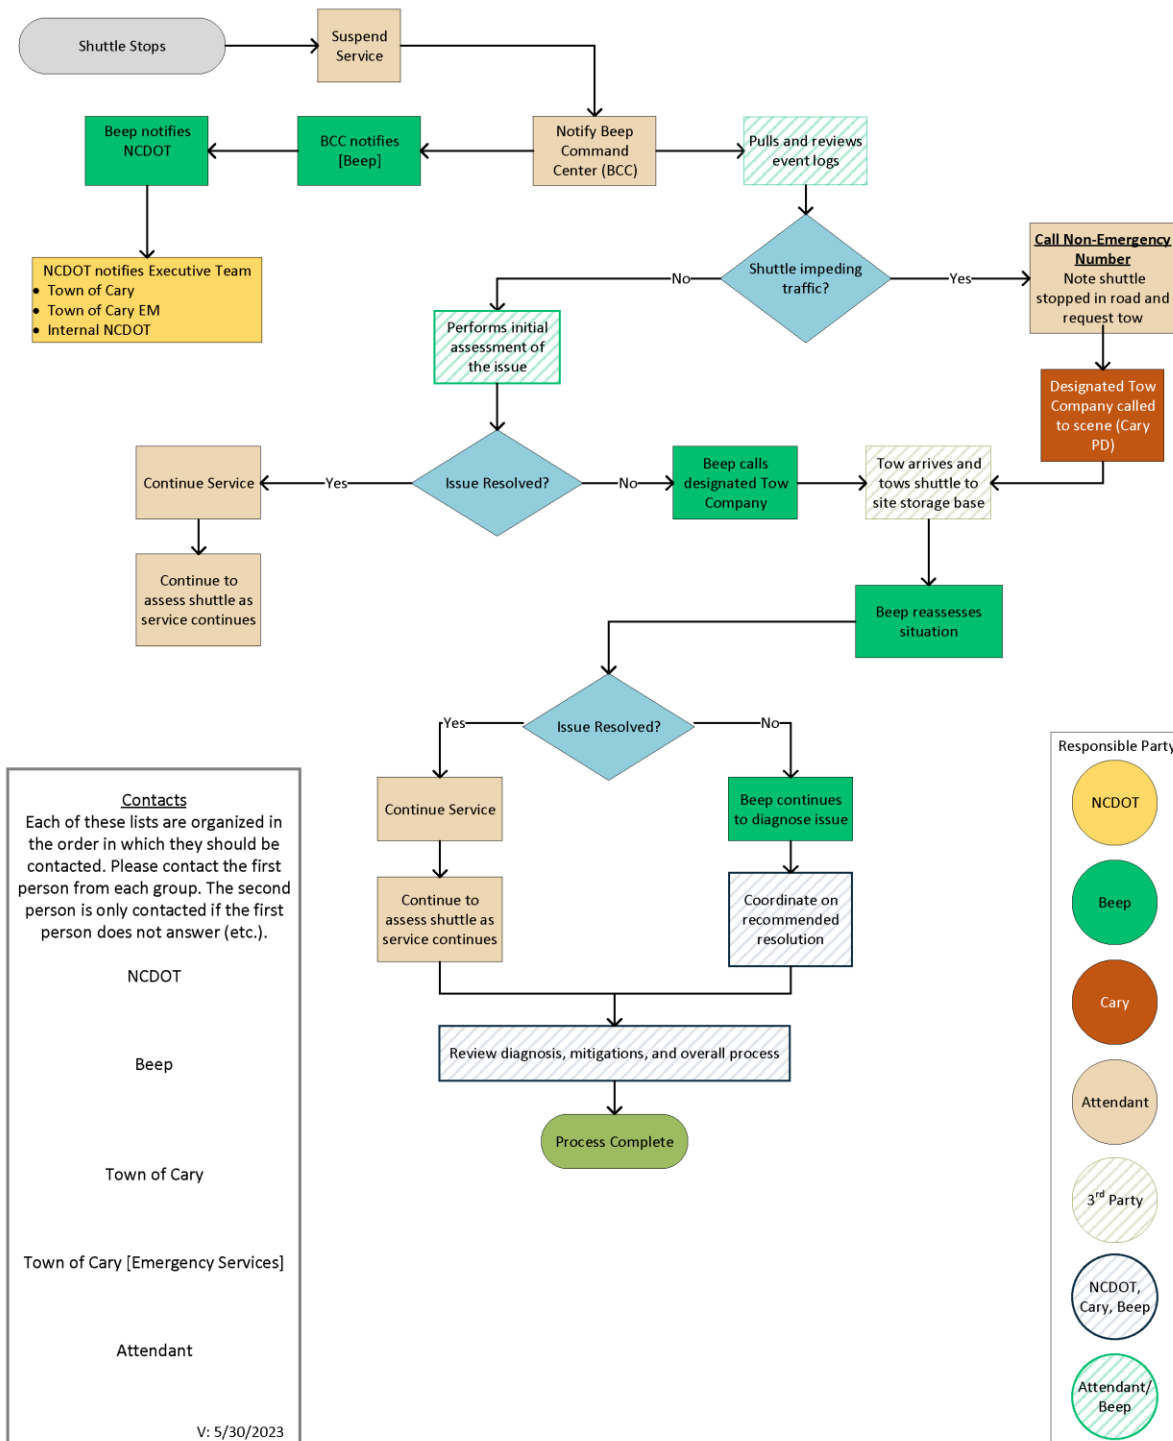 Shuttle Stops
Suspend
Service
Beep notifies
NCDOT
BCC notifies
[Beep]
Notify Beep
Command
Center (BCC)
Pulls and reviews
event logs
NCDOT notifies Executive Team
• Town of Cary
• Town of Cary EM
• Internal NCDOT
Shuttle impeding
traffic?
No
Yes
Call Non-Emergency
Number
Note shuttle
stopped in road and
request tow
Performs initial
assessment of
the issue
Designated Tow
Company called
to scene (Cary
PD)
Continue Service
Yes
Issue Resolved?
No
Beep calls
designated Tow
Company
Tow arrives and
tows shuttle to
site storage base
Continue to
assess shuttle as
service continues
Beep reassesses
situation
Yes
Issue Resolved?
No
Continue Service
Beep continues
to diagnose issue
Continue to
assess shuttle as
service continues
Coordinate on
recommended
resolution
Review diagnosis, mitigations, and overall process
Process Complete
Contacts
Each of these lists are organized in
the order in which they should be
contacted. Please contact the first
person from each group. The second
person is only contacted if the first
person does not answer (etc.).
NCDOT
Beep
Town of Cary
Town of Cary [Emergency Services]
Attendant
V: 5/30/2023
Responsible Party
NCDOT
Beep
Cary
Attendant
3rd Party
NCDOT,
Cary, Beep
Attendant/
Beep